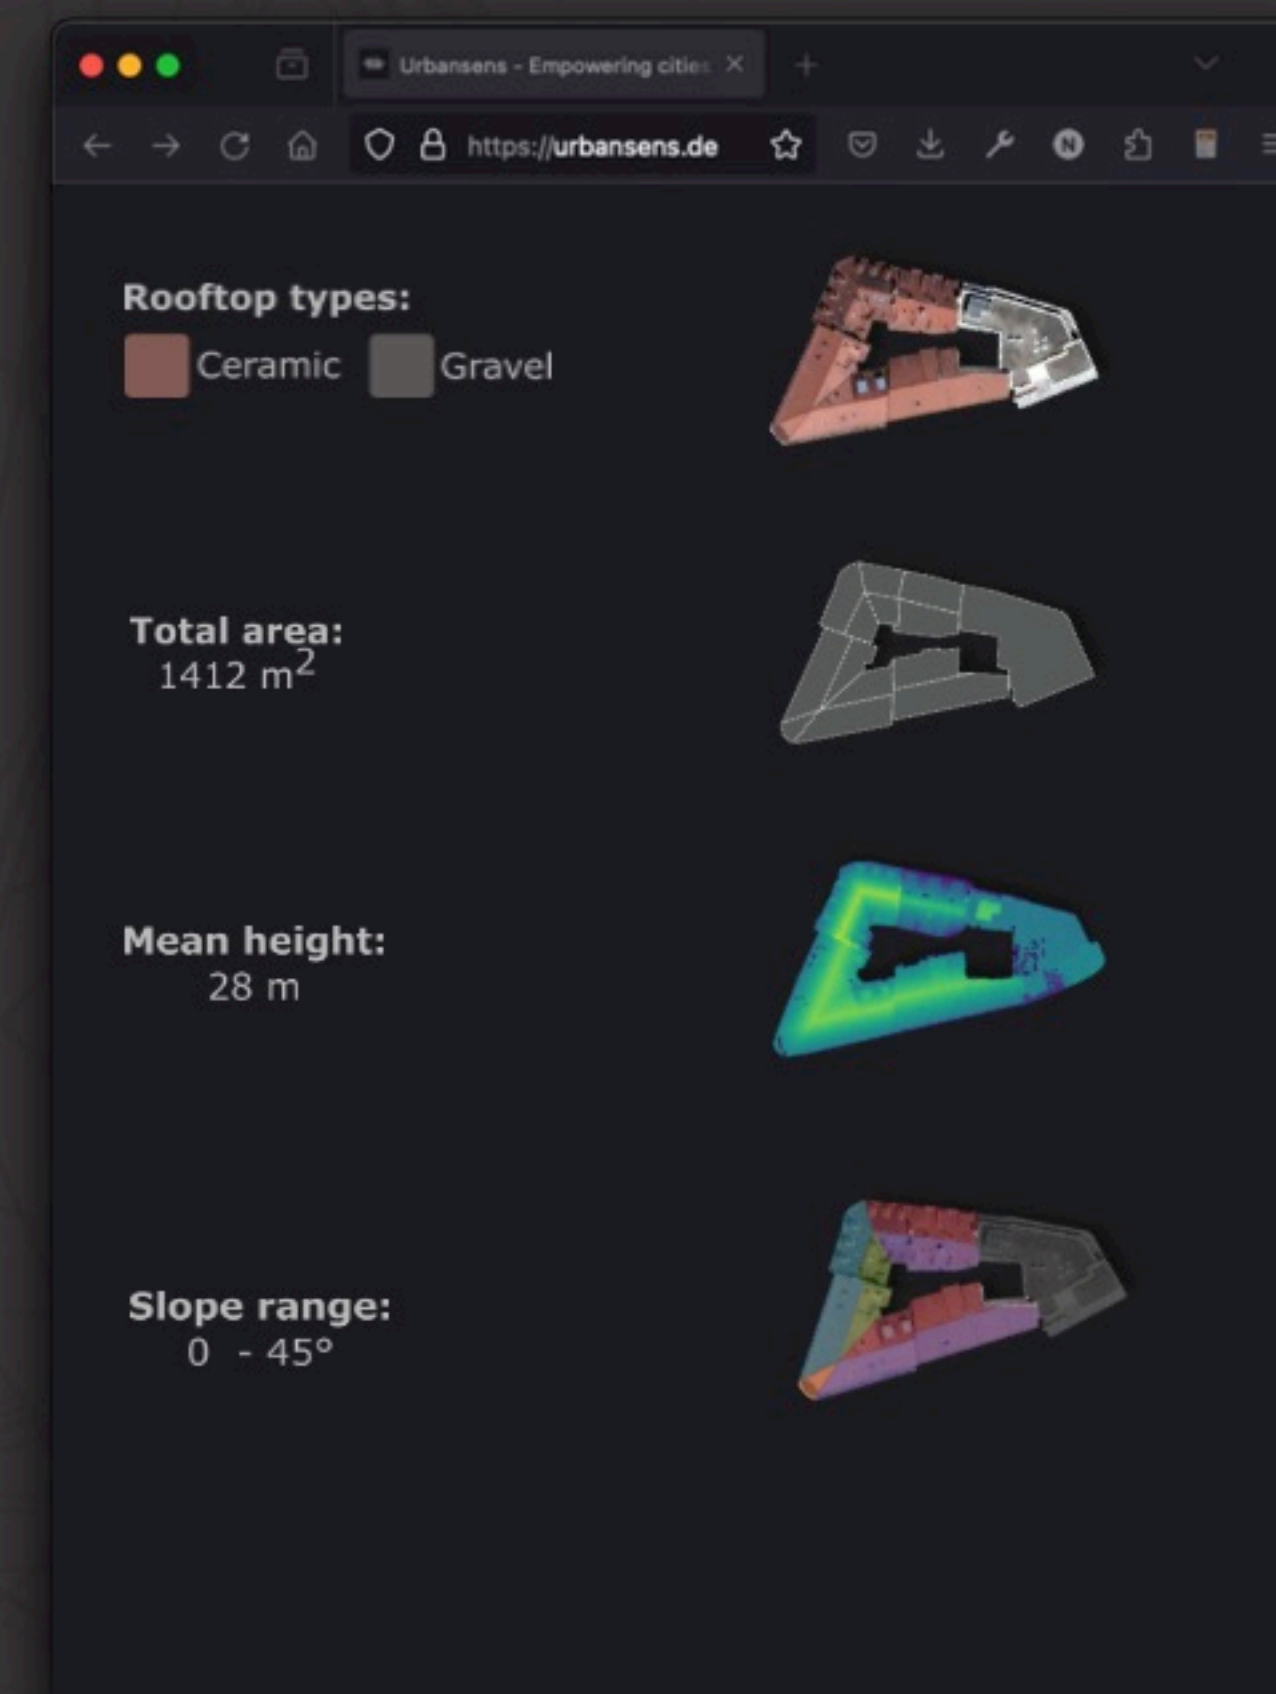 Urbansens - Empowering cities
https://urbansens.de
N
Rooftop types:
Ceramic Gravel
Total area:
1412 m²
Mean height:
28 m
Slope range:
0 - 45°